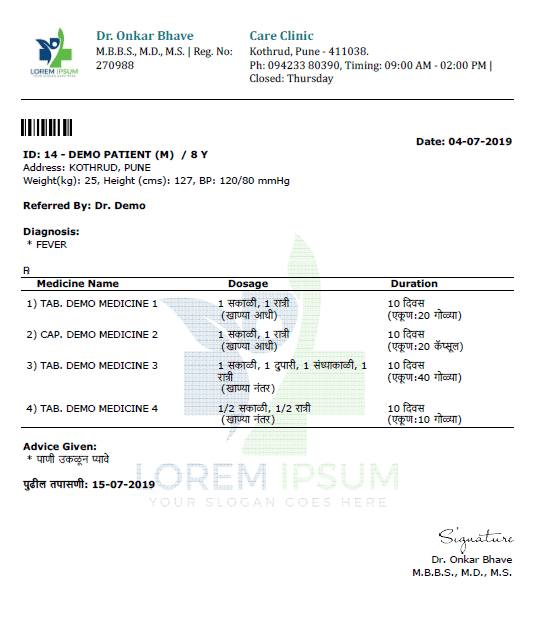 Dr. Onkar Bhave
M.B.B.S., M.D., M.S. | Reg. No:
270988
Care Clinic
Kothrud, Pune - 411038.
Ph: 094233 80390, Timing: 09:00 AM - 02:00 PM |
Closed: Thursday
LOREM IPSUM
Date: 04-07-2019
ID: 14 - DEMO PATIENT (M) / 8 Y
Address: KOTHRUD, PUNE
Weight(kg): 25, Height (cms): 127, BP: 120/80 mmHg
Referred By: Dr. Demo
Diagnosis:
* FEVER
℞
Medicine Name Dosage Duration
1) TAB. DEMO MEDICINE 1 1 सकाळी, 1 रात्री 10 दिवस
(खाण्या आधी) (एकूण:20 गोळ्या)
2) CAP. DEMO MEDICINE 2 1 सकाळी, 1 रात्री 10 दिवस
(खाण्या आधी) (एकूण:20 कॅप्सूल)
3) TAB. DEMO MEDICINE 3 1 सकाळी, 1 दुपारी, 1 संध्याकाळी, 1 10 दिवस
रात्री (एकूण:40 गोळ्या)
(खाण्या नंतर)
4) TAB. DEMO MEDICINE 4 1/2 सकाळी, 1/2 रात्री 10 दिवस
(खाण्या नंतर) (एकूण:10 गोळ्या)
Advice Given:
* पाणी उकळून प्यावे
LOREM IPSUM
पुढील तपासणी: 15-07-2019
YOUR SLOGAN GOES HERE
Signature
Dr. Onkar Bhave
M.B.B.S., M.D., M.S.